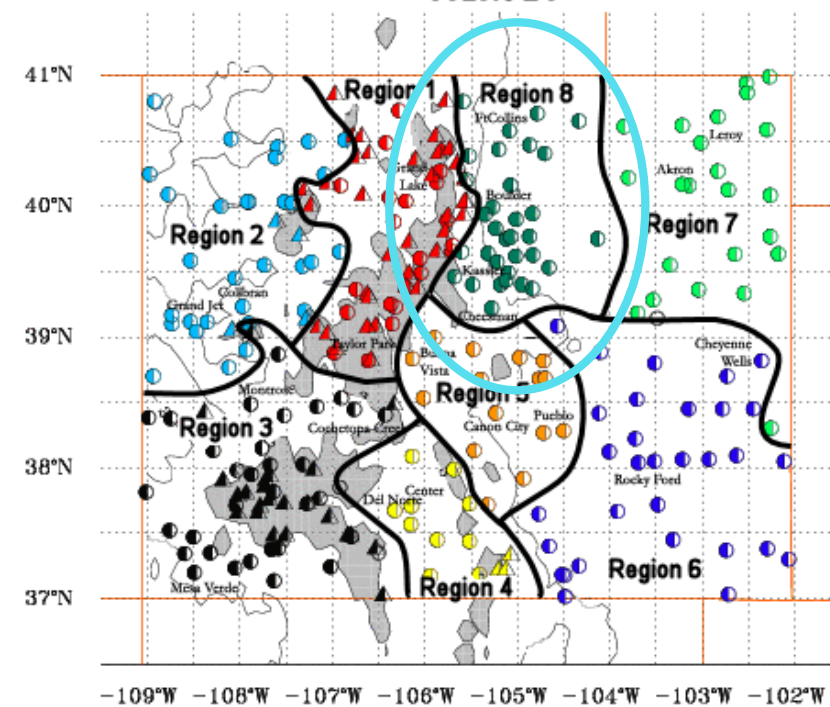 41°N
Region 1
Region 8
FtCollins
Leroy
Grand
Akron
Lake
Boulder
40°N
Region 7
Region 2
Kassler
Collbran
Grand Jct
Cheesman
39°N
Taylor Park
Buena
Cheyenne
Vista
Wells
Montrose
Region 5
Region 3
Cochetopa Creek
Canon City
Pueblo
38°N
Rocky Ford
Center
Del Norte
Region 6
Mesa Verde
Region 4
37°N
-109°W -108°W -107°W -106°W -105°W -104°W -103°W -102°W